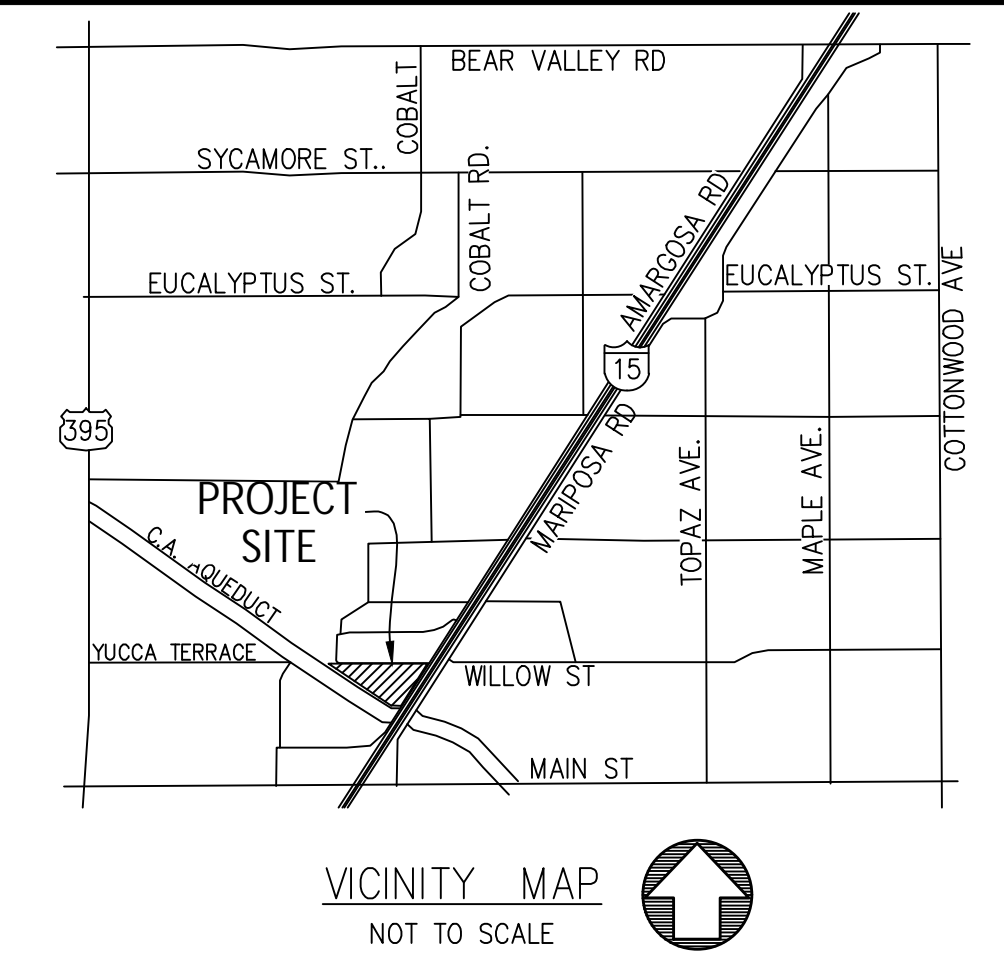 BEAR VALLEY RD
COBALT
SYCAMORE ST..
COBALT RD.
AMARGOSA RD
EUCALYPTUS ST.
EUCALYPTUS ST.
COTTONWOOD AVE
15
395
MARIPOSA RD
TOPAZ AVE.
MAPLE AVE.
PROJECT
SITE
C.A. AQUEDUCT
YUCCA TERRACE
WILLOW ST
MAIN ST
VICINITY MAP
NOT TO SCALE